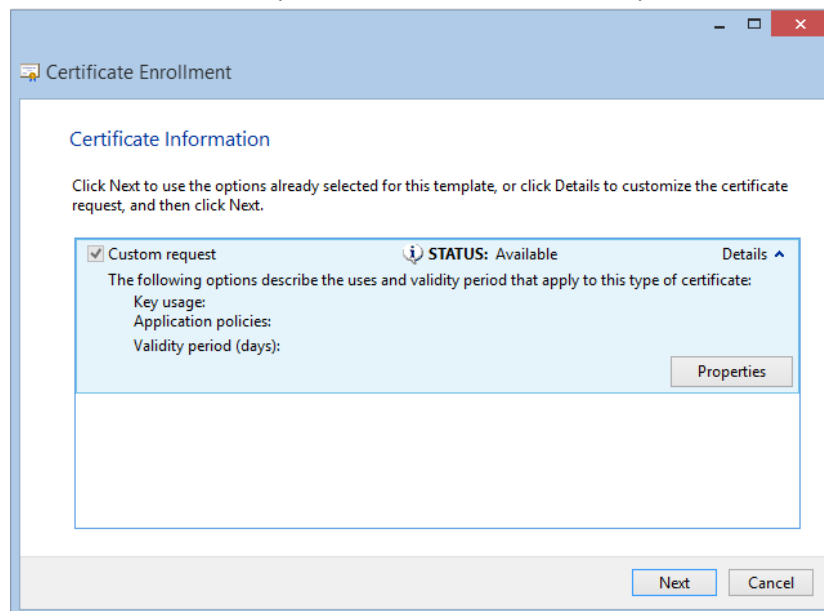 Certificate Enrollment
Certificate Information
Click Next to use the options already selected for this template, or click Details to customize the certificate
request, and then click Next.
Custom request STATUS: Available Details
The following options describe the uses and validity period that apply to this type of certificate:
Key usage:
Application policies:
Validity period (days):
Properties
Next Cancel